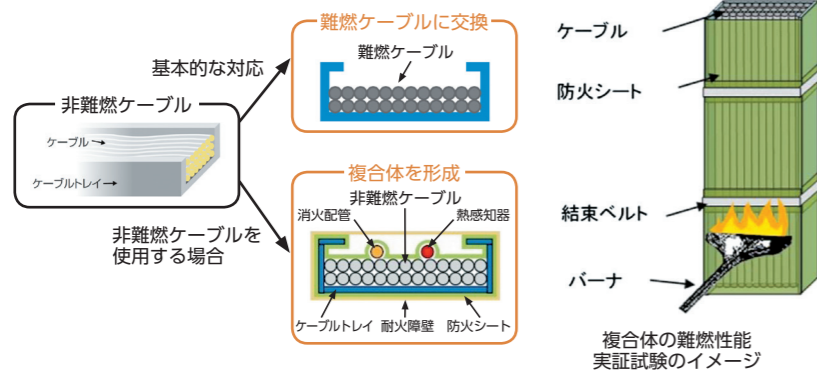 難燃ケーブルに交換
難燃ケーブル
基本的な対応
非難燃ケーブル
ケーブル
ケーブルトレイ
非難燃ケーブルを
使用する場合
複合体を形成
非難燃ケーブル
消火配管
熱感知器
ケーブルトレイ
耐火障壁
防火シート
ケーブル
防火シート
結束ベルト
バーナ
複合体の難燃性能
実証試験のイメージ